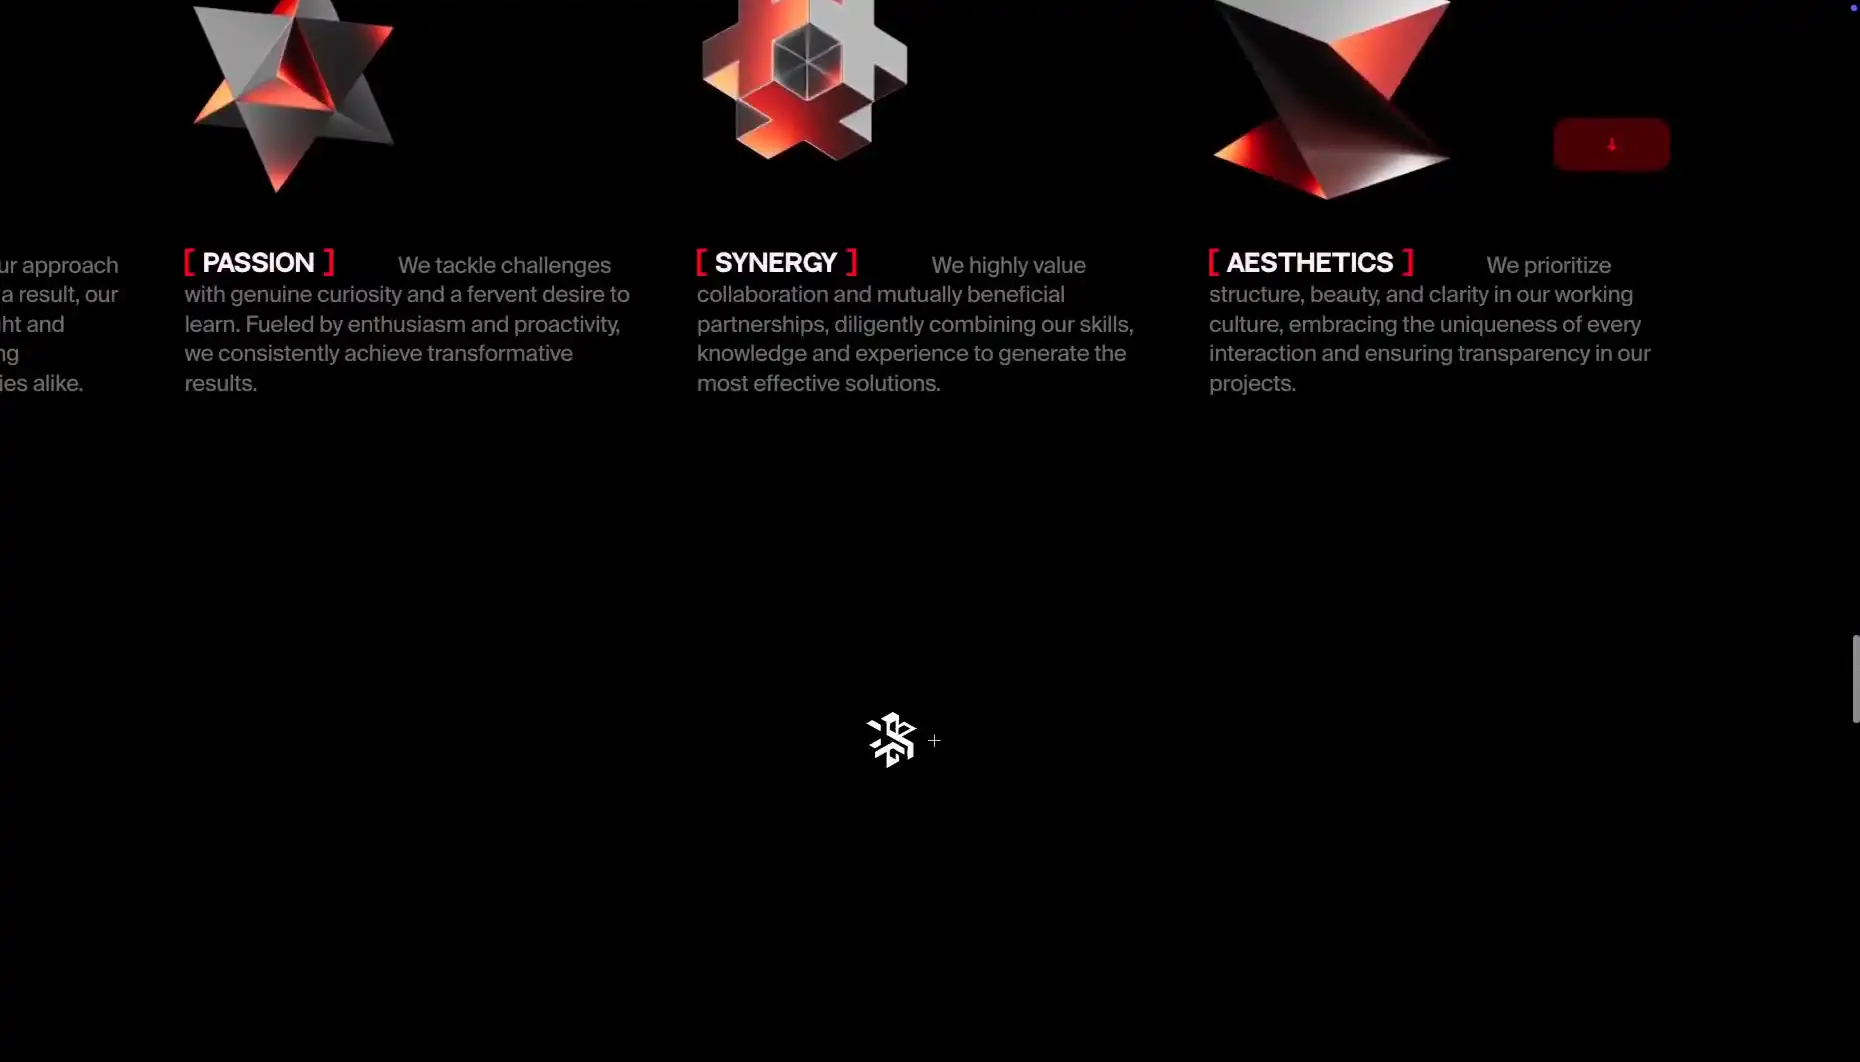 ur approach
a result, our
ht and
ng
ies alike.
[ PASSION ] We tackle challenges
with genuine curiosity and a fervent desire to
learn. Fueled by enthusiasm and proactivity,
we consistently achieve transformative
results.
[ SYNERGY ] We highly value
collaboration and mutually beneficial
partnerships, diligently combining our skills,
knowledge and experience to generate the
most effective solutions.
[ AESTHETICS ] We prioritize
structure, beauty, and clarity in our working
culture, embracing the uniqueness of every
interaction and ensuring transparency in our
projects.